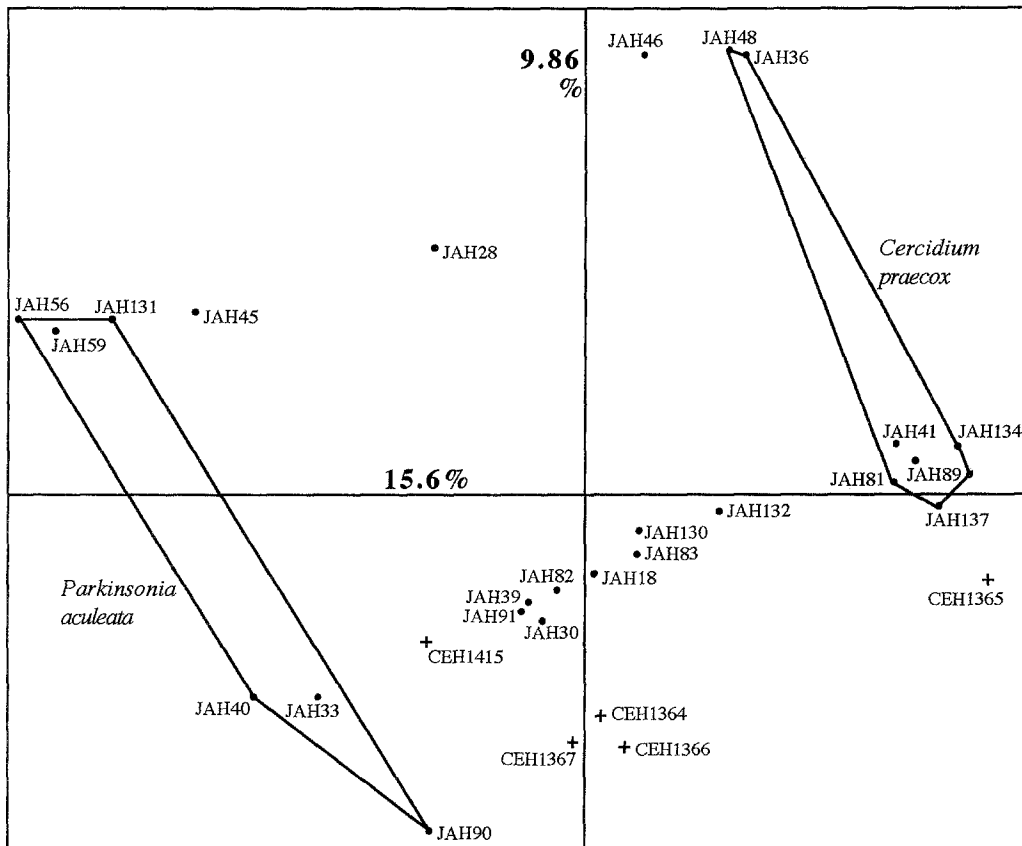 JAH46
JAH48
9.86
%
JAH36
JAH28
Cercidium
praecox
JAH56
JAH131
JAH45
JAH59
JAH41
JAH134
15.6%
JAH81
JAH89
JAH137
JAH132
JAH130
JAH83
JAH18
JAH82
JAH39
JAH91
JAH30
Parkinsonia
aculeata
CEH1365
CEH1415
JAH40
JAH33
CEH1364
CEH1367
CEH1366
JAH90